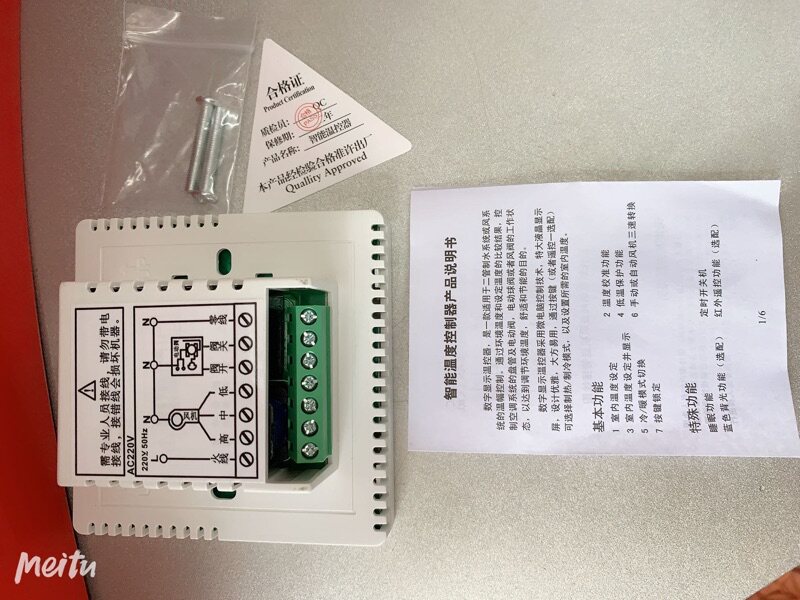 合格证
Product Certification
质检员: QC
保修期: 年
产品名称: 智能温控器
本产品经检验合格准许出厂
Quallity Approved
需专业人员接线，请勿带电
接线，接错线会损坏机器。
AC220V
220V 50Hz
L N N
风机 电动阀
火线 高 中 低 阀开 阀关 零线
智能温度控制器产品说明书
数字显示温控器，是一款适用于二管制水系统或风系
统的温幅控制。通过环境温度和设定温度的比较结果，控
制空调系统的盘管及电动阀，电动球阀或者风阀的工作状
态，以达到调节环境温度，舒适和节能的目的。
数字显示温控器采用微电脑控制技术、特大液晶显示
屏，设计优雅，大方易用，通过按键（或者遥控一选配）
可选择制热/制冷模式，以及设置所需的室内温度。
基本功能
1 室内温度设定 2 温度校准功能
3 室内温度设定并显示 4 低温保护功能
5 冷/暖模式切换 6 手动或自动风机三速转换
7 按键锁定
特殊功能
睡眠功能 定时开关机
蓝色背光功能（选配） 红外遥控功能（选配）
1/6
meitu